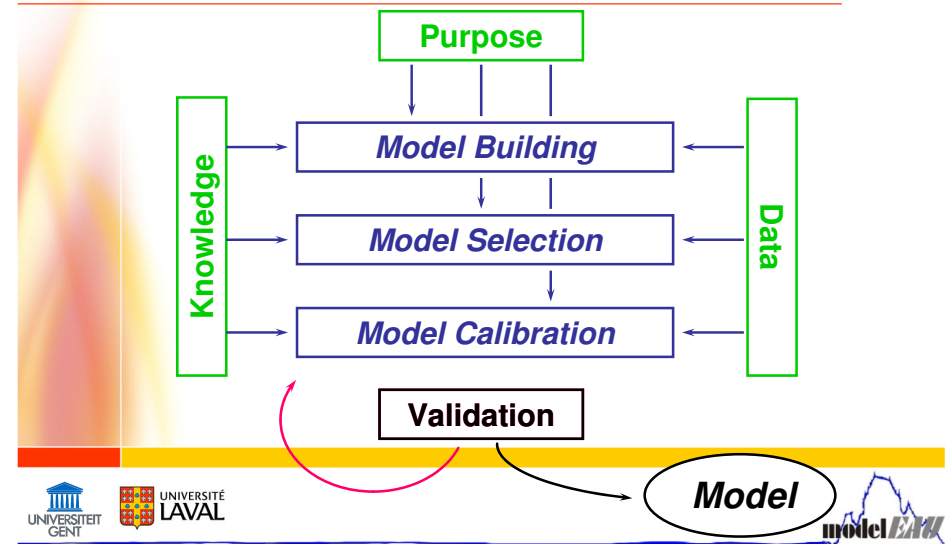 Purpose
Model Building
Knowledge
Model Selection
Data
Model Calibration
Validation
Model
UNIVERSITEIT
GENT
UNIVERSITÉ
LAVAL
modelEAU